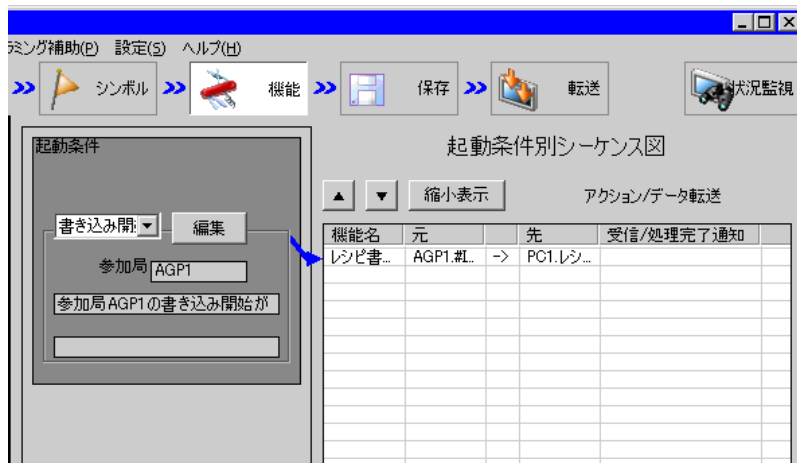 ラミング補助(P) 設定(S) ヘルプ(H)
シンボル 機能 保存 転送 状況監視
起動条件
起動条件別シーケンス図
縮小表示 アクション/データ転送
書き込み開 編集
機能名 元 先 受信/処理完了通知
レシピ書... AGP1.#I... -> PC1.レシ...
参加局 AGP1
参加局AGP1の書き込み開始が